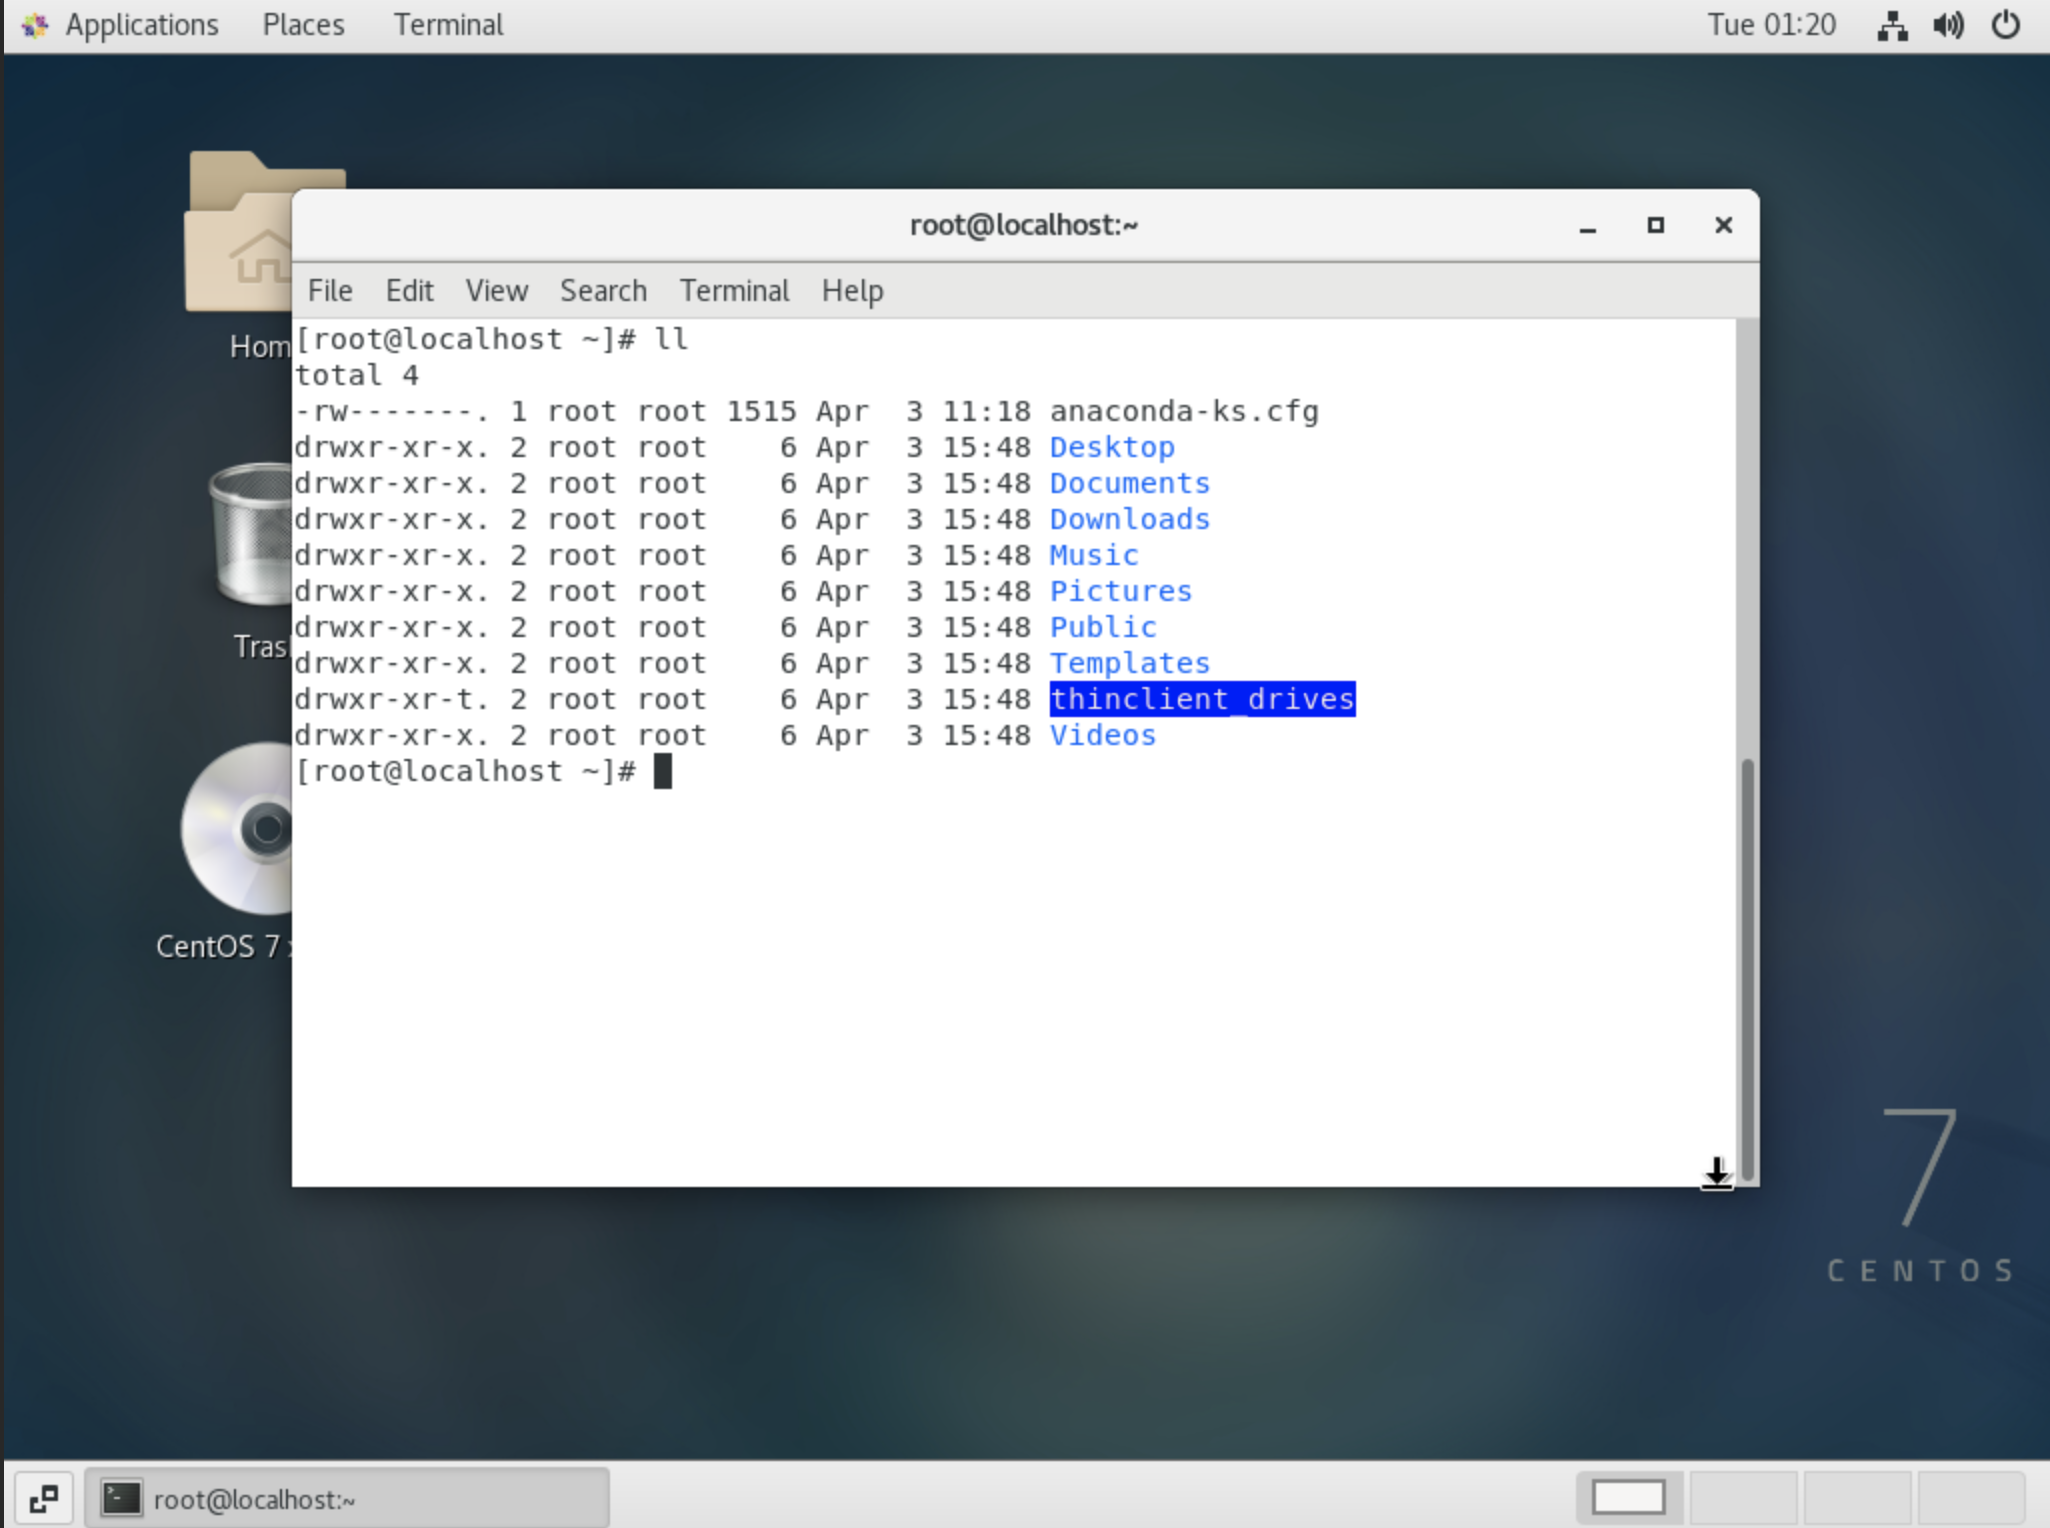 Applications Places Terminal Tue 01:20
root@localhost:~
File Edit View Search Terminal Help
[root@localhost ~]# ll
total 4
-rw-------. 1 root root 1515 Apr  3 11:18 anaconda-ks.cfg
drwxr-xr-x. 2 root root    6 Apr  3 15:48 Desktop
drwxr-xr-x. 2 root root    6 Apr  3 15:48 Documents
drwxr-xr-x. 2 root root    6 Apr  3 15:48 Downloads
drwxr-xr-x. 2 root root    6 Apr  3 15:48 Music
drwxr-xr-x. 2 root root    6 Apr  3 15:48 Pictures
drwxr-xr-x. 2 root root    6 Apr  3 15:48 Public
drwxr-xr-x. 2 root root    6 Apr  3 15:48 Templates
drwxr-xr-t. 2 root root    6 Apr  3 15:48 thinclient_drives
drwxr-xr-x. 2 root root    6 Apr  3 15:48 Videos
[root@localhost ~]#
Hom
Tras
CentOS 7
7
CENTOS
root@localhost:~